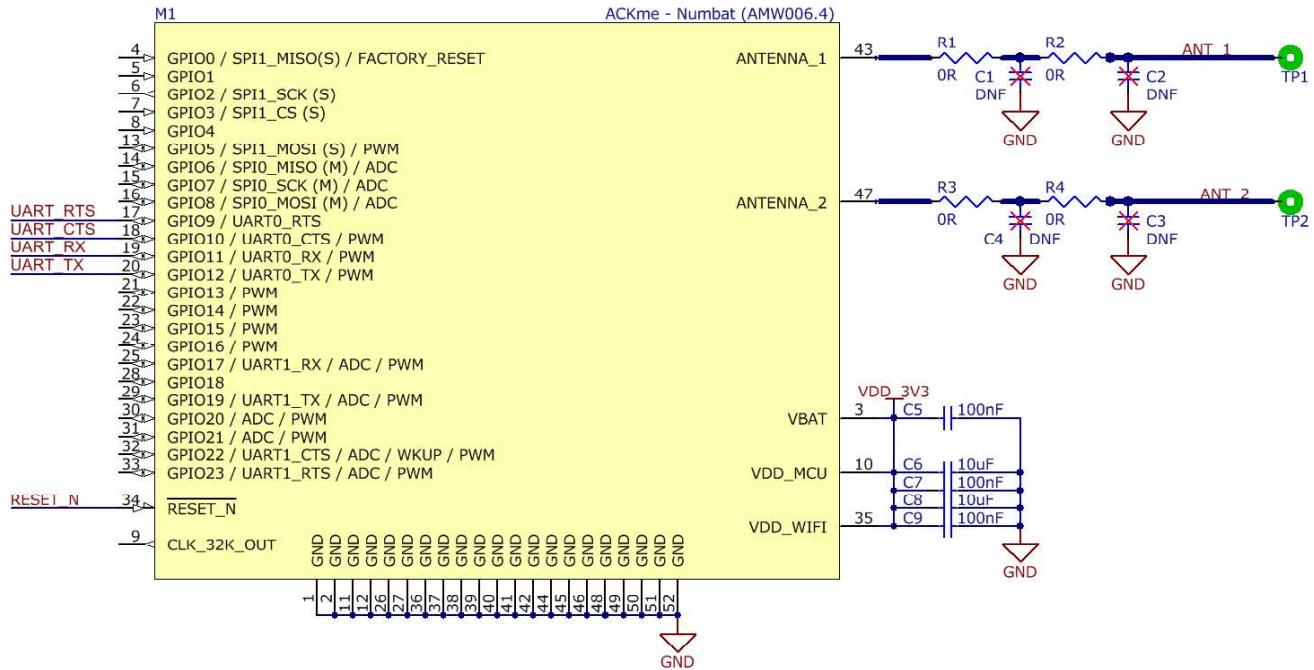 M1 ACKme - Numbat (AMW006.4)
4 GPIO0 / SPI1_MISO(S) / FACTORY_RESET
5 GPIO1
6 GPIO2 / SPI1_SCK (S)
7 GPIO3 / SPI1_CS (S)
8 GPIO4
13 GPIO5 / SPI1_MOSI (S) / PWM
14 GPIO6 / SPI0_MISO (M) / ADC
15 GPIO7 / SPI0_SCK (M) / ADC
16 GPIO8 / SPI0_MOSI (M) / ADC
UART_RTS 17 GPIO9 / UART0_RTS
UART_CTS 18 GPIO10 / UART0_CTS / PWM
UART_RX 19 GPIO11 / UART0_RX / PWM
UART_TX 20 GPIO12 / UART0_TX / PWM
21 GPIO13 / PWM
22 GPIO14 / PWM
23 GPIO15 / PWM
24 GPIO16 / PWM
25 GPIO17 / UART1_RX / ADC / PWM
28 GPIO18
29 GPIO19 / UART1_TX / ADC / PWM
30 GPIO20 / ADC / PWM
31 GPIO21 / ADC / PWM
32 GPIO22 / UART1_CTS / ADC / WKUP / PWM
33 GPIO23 / UART1_RTS / ADC / PWM
RESET_N 34 RESET_N
9 CLK_32K_OUT
GND GND GND GND GND GND GND GND GND GND GND GND GND GND GND GND GND GND GND GND GND
1 2 11 12 26 27 36 37 38 39 40 41 42 44 45 46 48 49 50 51 52
GND
ANTENNA_1 43 R1 R2 ANT_1
0R C1 0R C2 TP1
DNF DNF
GND GND
ANTENNA_2 47 R3 R4 ANT_2
0R C4 DNF 0R C3 TP2
DNF
GND GND
VDD_3V3
VBAT 3 C5 100nF
VDD_MCU 10 C6 10uF
C7 100nF
C8 10uF
VDD_WIFI 35 C9 100nF
GND